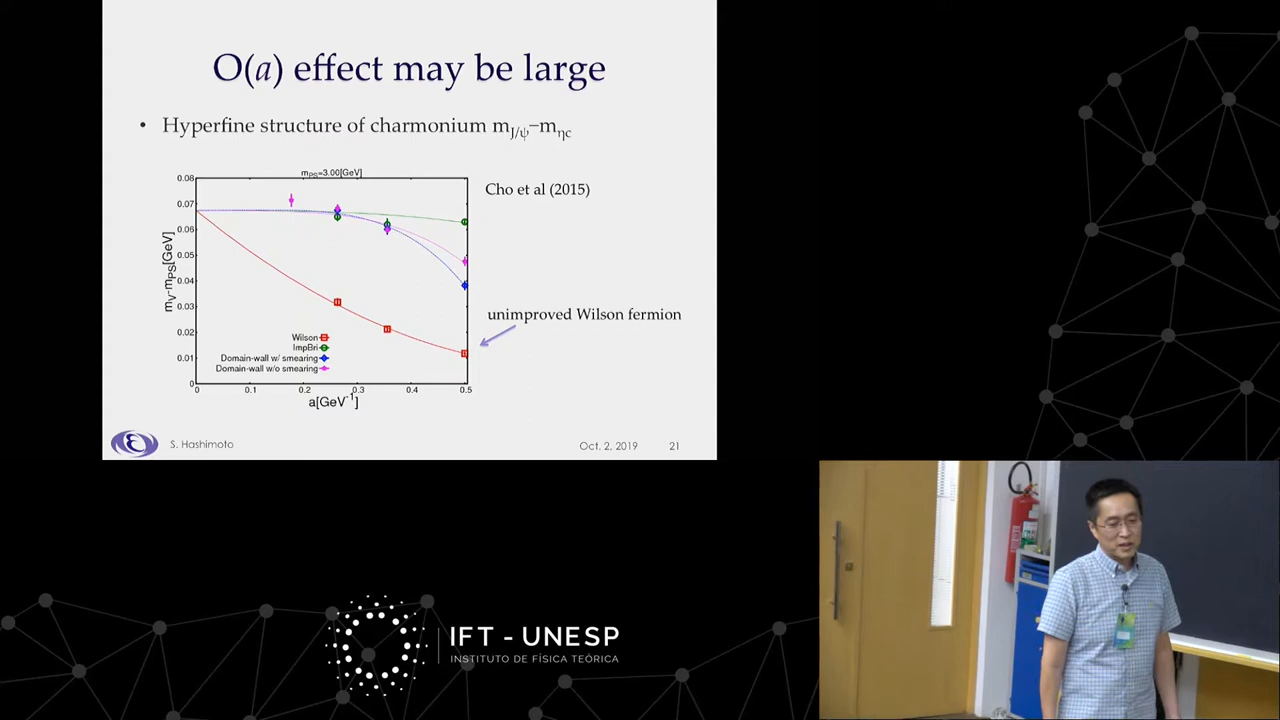 O(a) effect may be large
• Hyperfine structure of charmonium mJ/ψ−mηc
mPS=3.00[GeV]
Cho et al (2015)
0.08
0.07
0.06
0.05
0.04
0.03
0.02
0.01
0
mV-mPS[GeV]
unimproved Wilson fermion
Wilson
ImpBri
Domain-wall w/ smearing
Domain-wall w/o smearing
0 0.1 0.2 0.3 0.4 0.5
a[GeV-1]
S. Hashimoto Oct. 2, 2019 21
IFT - UNESP
INSTITUTO DE FÍSICA TEÓRICA